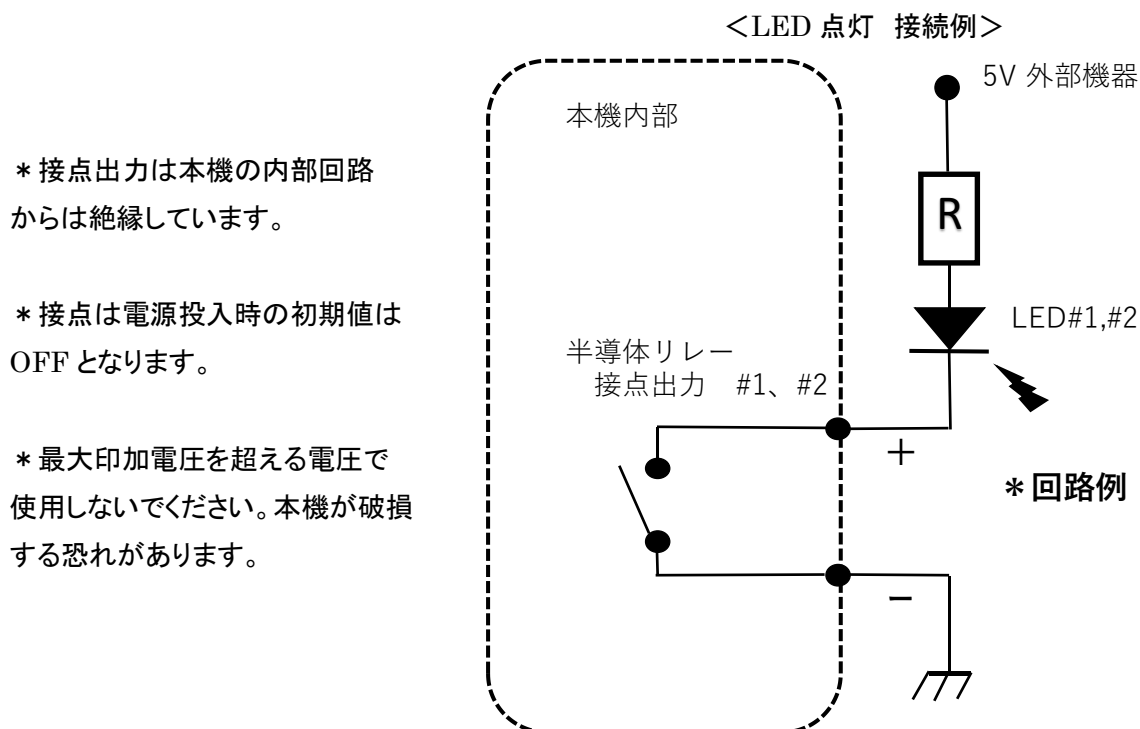 ＜LED 点灯 接続例＞
5V 外部機器
本機内部
＊接点出力は本機の内部回路
からは絶縁しています。
R
＊接点は電源投入時の初期値は
OFF となります。
LED#1,#2
半導体リレー
接点出力 #1、#2
＋
＊最大印加電圧を超える電圧で
使用しないでください。本機が破損
する恐れがあります。
＊回路例
－